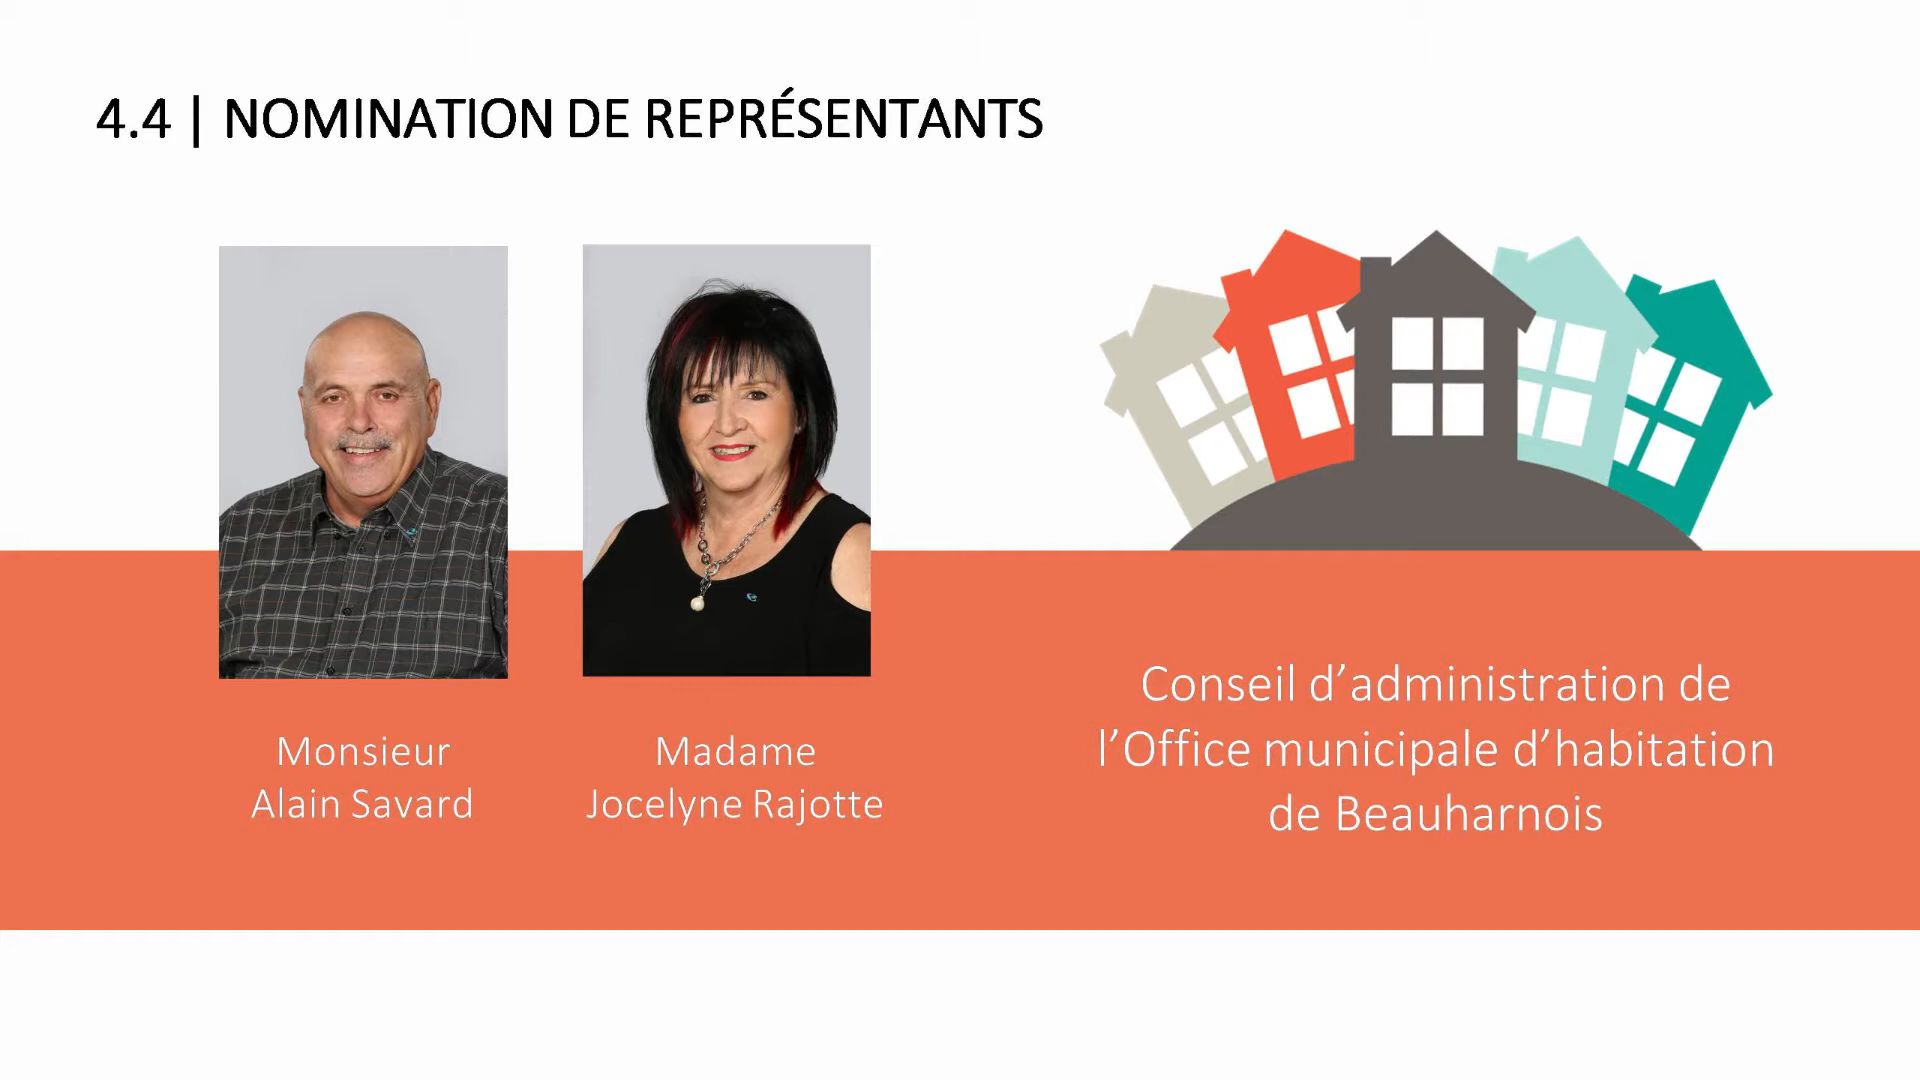 4.4 | NOMINATION DE REPRÉSENTANTS
Monsieur
Alain Savard
Madame
Jocelyne Rajotte
Conseil d’administration de
l’Office municipale d’habitation
de Beauharnois